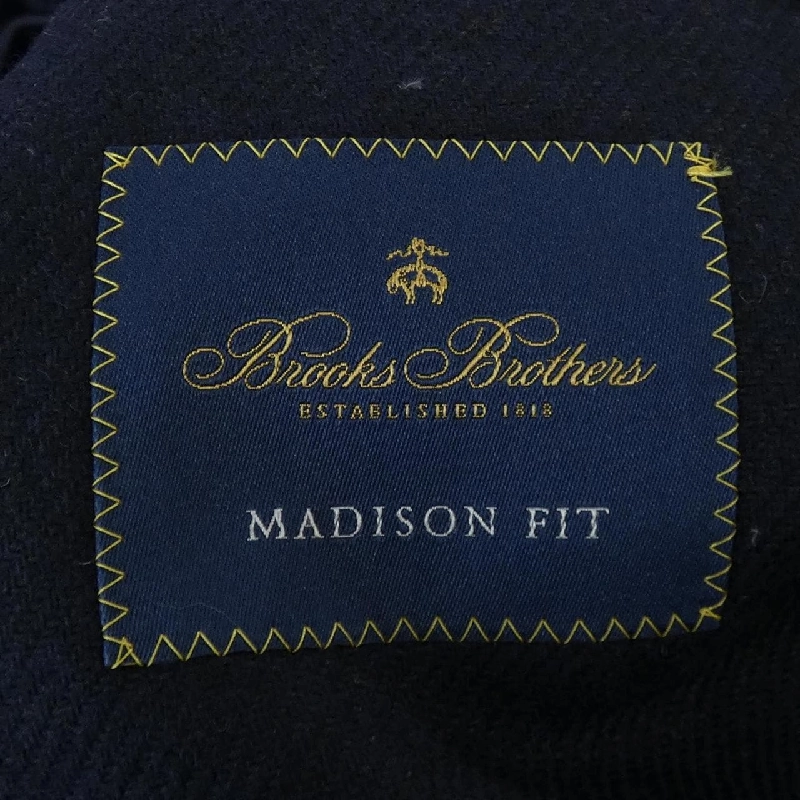 Brooks Brothers
ESTABLISHED 1818
MADISON FIT